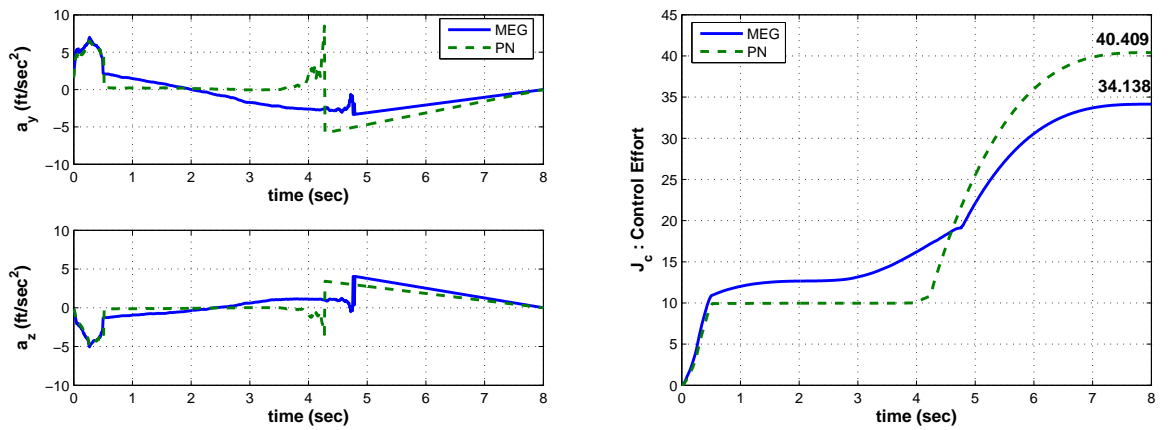 10
5
0
−5
−10
a_y (ft/sec^2)
0 1 2 3 4 5 6 7 8
time (sec)
MEG
PN
10
5
0
−5
−10
a_z (ft/sec^2)
0 1 2 3 4 5 6 7 8
time (sec)
45
40
35
30
25
20
15
10
5
0
J_c : Control Effort
0 1 2 3 4 5 6 7 8
time (sec)
MEG
PN
40.409
34.138